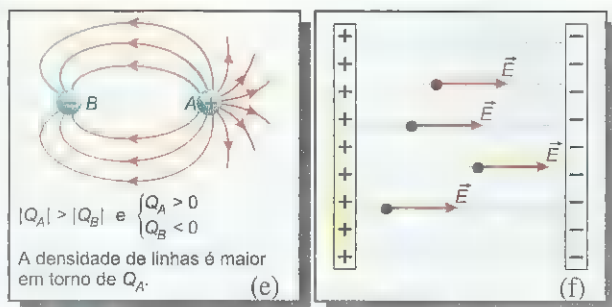 B
A
|Q_A| > |Q_B| e { Q_A > 0
Q_B < 0
A densidade de linhas é maior
em torno de Q_A.
(e)
+ + + + + + + + +
E⃗
E⃗
E⃗
E⃗
− − − − − − − − −
(f)